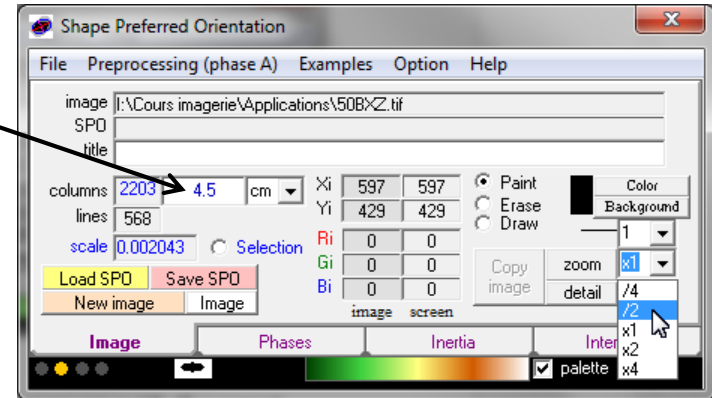 Shape Preferred Orientation
File Preprocessing (phase A) Examples Option Help
image I:\Cours imagerie\Applications\50BXZ.tif
SPO
title
columns 2203 4.5 cm Xi 597 597 Paint Color
lines 568 Yi 429 429 Erase Background
Draw 1
scale 0.002043 Selection Ri 0 0
Gi 0 0 Copy image zoom x1
Load SPO Save SPO Bi 0 0 detail /4
New image Image image screen /2
x1
Image Phases Inertia Inter
x2
palette x4